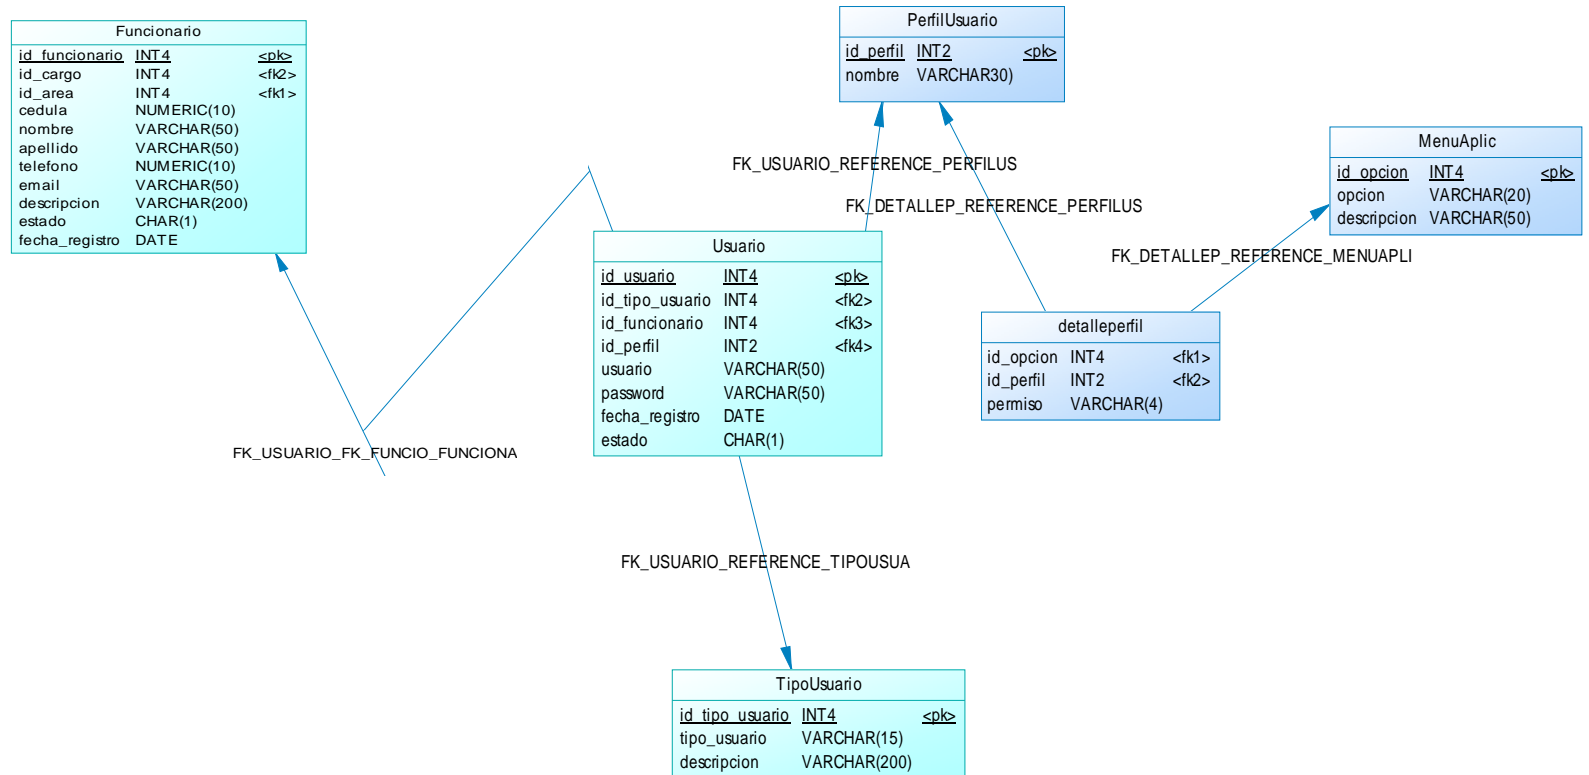 Funcionario
id_funcionario INT4 <pk>
id_cargo INT4 <fk2>
id_area INT4 <fk1>
cedula NUMERIC(10)
nombre VARCHAR(50)
apellido VARCHAR(50)
telefono NUMERIC(10)
email VARCHAR(50)
descripcion VARCHAR(200)
estado CHAR(1)
fecha_registro DATE
PerfilUsuario
id_perfil INT2 <pk>
nombre VARCHAR30)
MenuAplic
id_opcion INT4 <pk>
opcion VARCHAR(20)
descripcion VARCHAR(50)
FK_USUARIO_REFERENCE_PERFILUS
FK_DETALLEP_REFERENCE_PERFILUS
FK_DETALLEP_REFERENCE_MENUAPLI
Usuario
id_usuario INT4 <pk>
id_tipo_usuario INT4 <fk2>
id_funcionario INT4 <fk3>
id_perfil INT2 <fk4>
usuario VARCHAR(50)
password VARCHAR(50)
fecha_registro DATE
estado CHAR(1)
detalleperfil
id_opcion INT4 <fk1>
id_perfil INT2 <fk2>
permiso VARCHAR(4)
FK_USUARIO_FK_FUNCIO_FUNCIONA
FK_USUARIO_REFERENCE_TIPOUSUA
TipoUsuario
id_tipo_usuario INT4 <pk>
tipo_usuario VARCHAR(15)
descripcion VARCHAR(200)